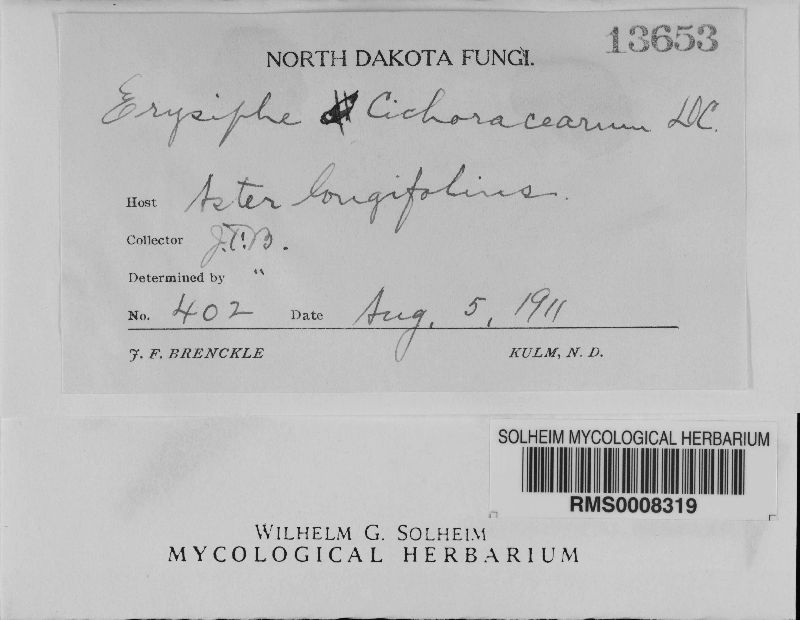 13653
NORTH DAKOTA FUNGI.
Erysiphe Cichoracearum DC.
Host Aster longifolius.
Collector J.F.B.
Determined by "
No. 402 Date Aug. 5, 1911
J. F. BRENCKLE KULM, N. D.
SOLHEIM MYCOLOGICAL HERBARIUM
RMS0008319
WILHELM G. SOLHEIM
MYCOLOGICAL HERBARIUM